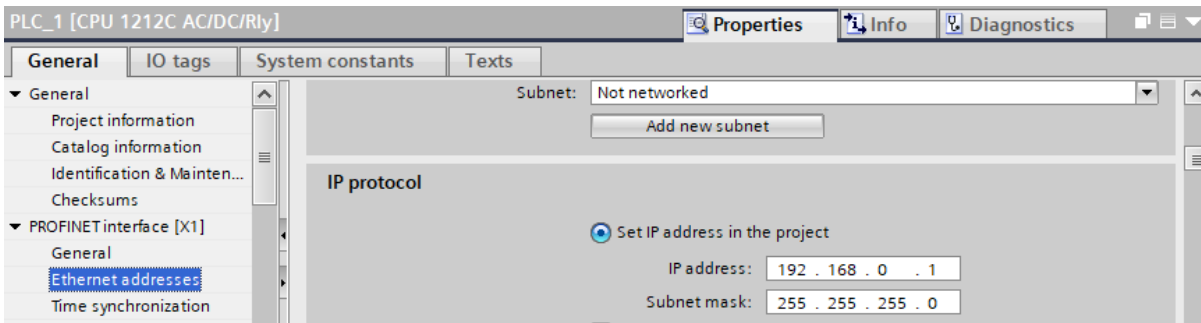 PLC_1 [CPU 1212C AC/DC/Rly]
Properties
Info
Diagnostics
General
IO tags
System constants
Texts
General
Project information
Catalog information
Identification & Mainten...
Checksums
PROFINET interface [X1]
General
Ethernet addresses
Time synchronization
Subnet: Not networked
Add new subnet
IP protocol
Set IP address in the project
IP address: 192 . 168 . 0 . 1
Subnet mask: 255 . 255 . 255 . 0